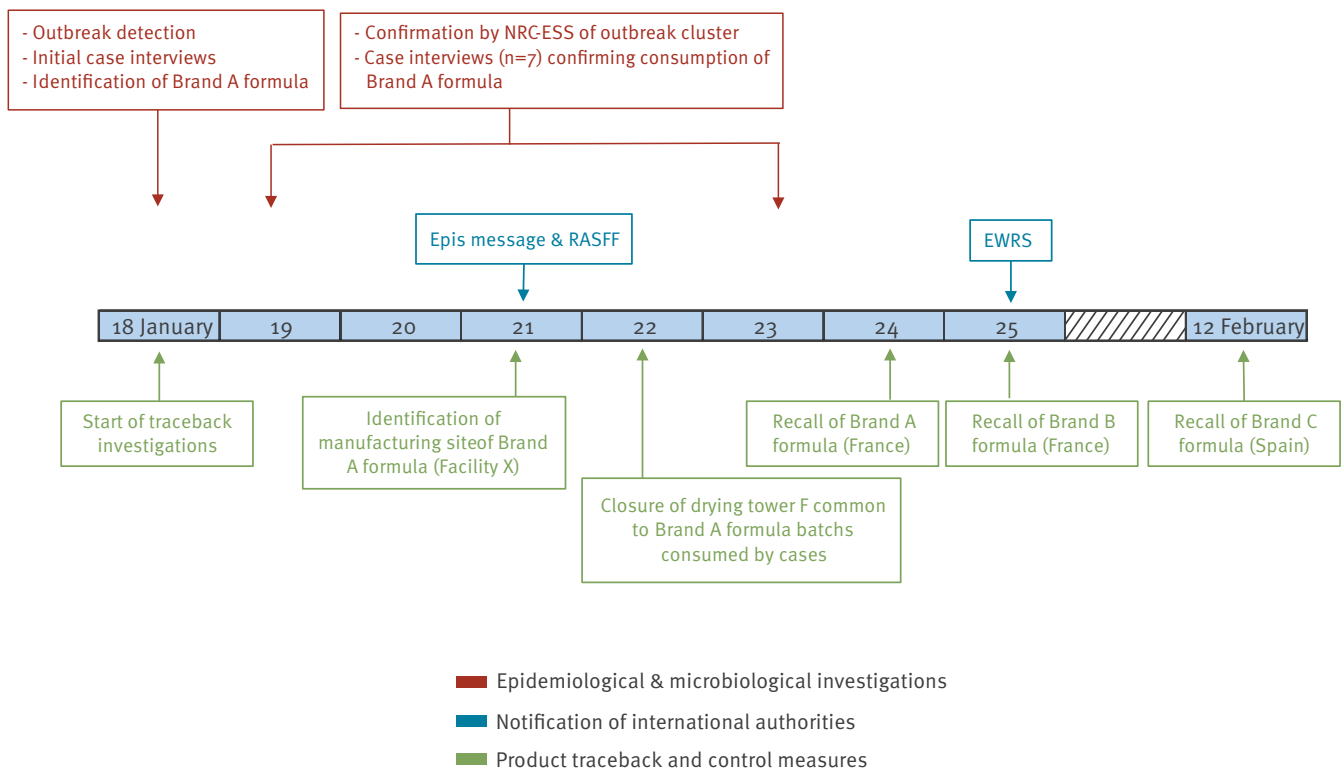 - Outbreak detection
- Initial case interviews
- Identification of Brand A formula
- Confirmation by NRC-ESS of outbreak cluster
- Case interviews (n=7) confirming consumption of
Brand A formula
Epis message & RASFF
EWRS
18 January
19
20
21
22
23
24
25
12 February
Start of traceback
investigations
Identification of
manufacturing siteof Brand
A formula (Facility X)
Closure of drying tower F common
to Brand A formula batchs
consumed by cases
Recall of Brand A
formula (France)
Recall of Brand B
formula (France)
Recall of Brand C
formula (Spain)
Epidemiological & microbiological investigations
Notification of international authorities
Product traceback and control measures